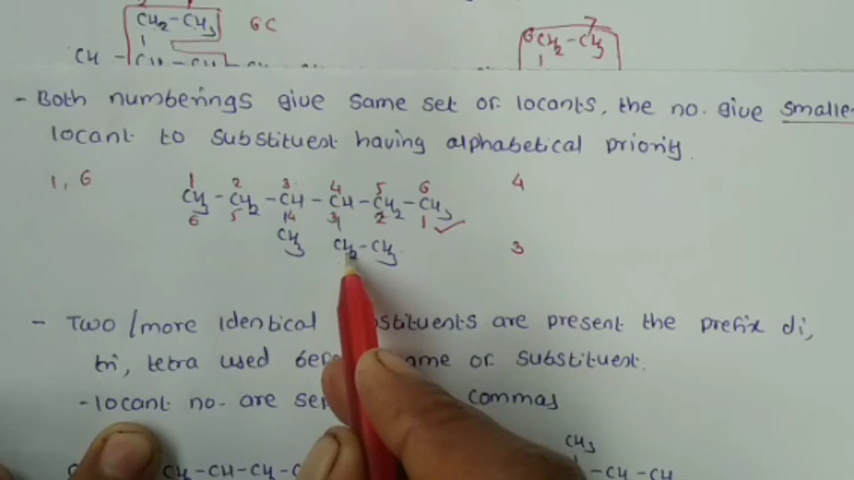 CH2-CH3 6C
7
6CH2-CH3
CH -
- Both numberings give same set of locants, the no. give smaller
locant to substituent having alphabetical priority.
1, 6
1 2 3 4 5 6
4
CH3 - CH2 - CH - CH - CH2 - CH3
6 5 4 3 2 1 ✓
CH3 CH2-CH3
3
- Two/more identical substituents are present the prefix di,
tri, tetra used name of substituent.
- locant no. are commas
CH3
CH-CH-CH2-C -CH-CH